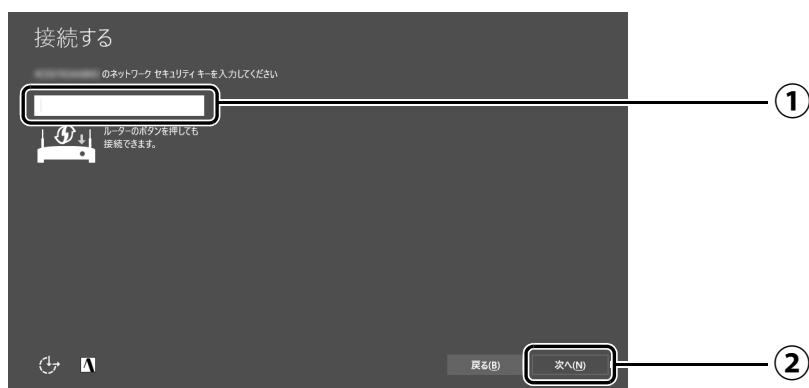 接続する
のネットワーク セキュリティ キーを入力してください
ルーターのボタンを押しても
接続できます。
戻る(B)
次へ(N)
①
②